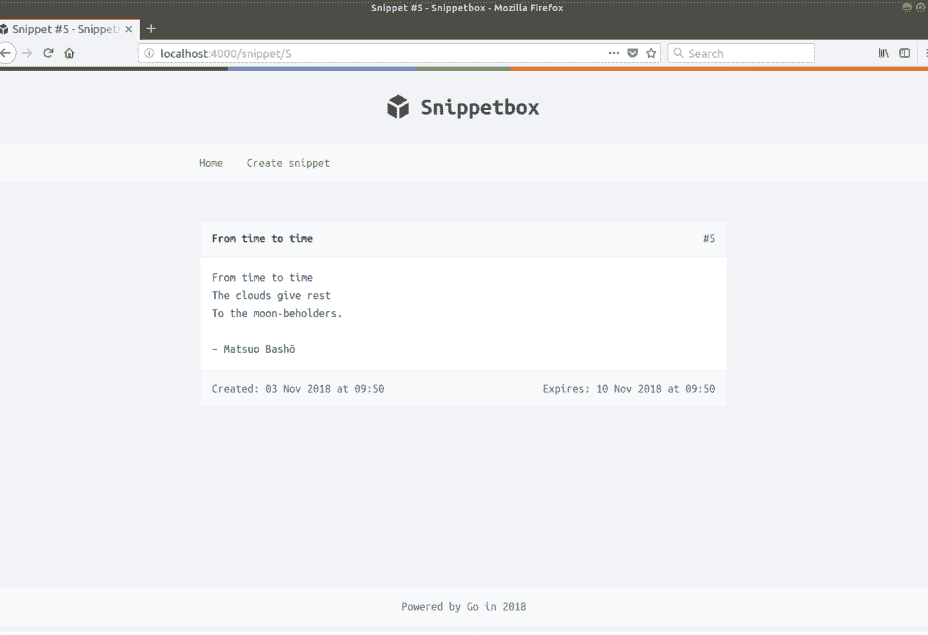 Snippet #5 - Snippetbox - Mozilla Firefox
Snippet #5 - Snippet
localhost:4000/snippet/5
Search
Snippetbox
Home Create snippet
From time to time #5
From time to time
The clouds give rest
To the moon-beholders.
– Matsuo Bashō
Created: 03 Nov 2018 at 09:50 Expires: 10 Nov 2018 at 09:50
Powered by Go in 2018